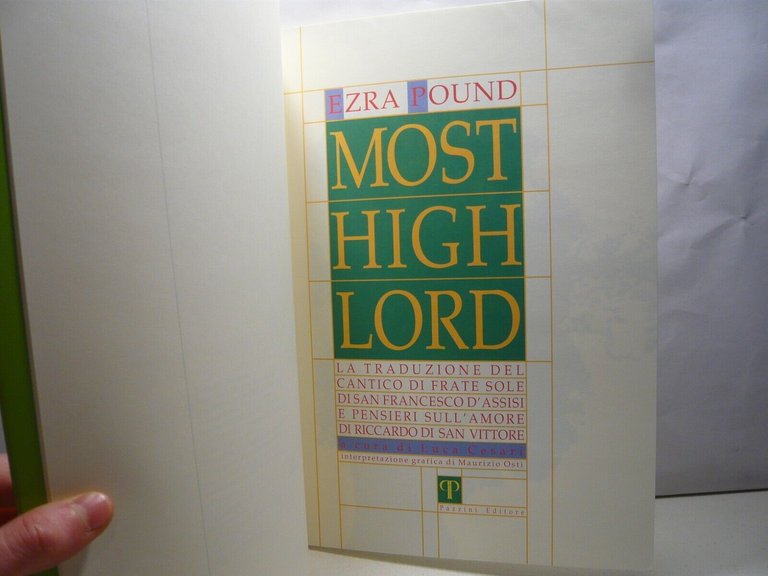 EZRA POUND
MOST
HIGH
LORD
LA TRADUZIONE DEL
CANTICO DI FRATE SOLE
DI SAN FRANCESCO D'ASSISI
E PENSIERI SULL'AMORE
DI RICCARDO DI SAN VITTORE
a cura di Luca Cesari
interpretazione grafica di Maurizio Osti
Pazzini Editore